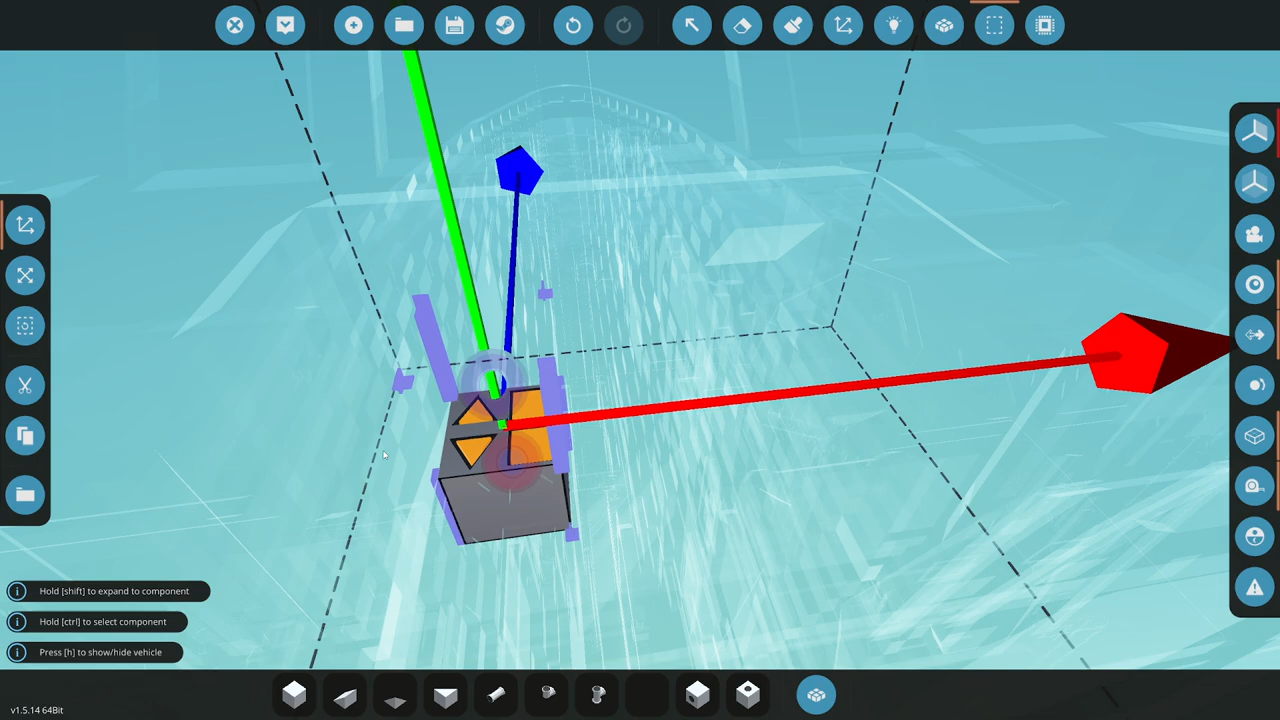 Hold [shift] to expand to component
Hold [ctrl] to select component
Press [h] to show/hide vehicle
v1.5.14 64Bit